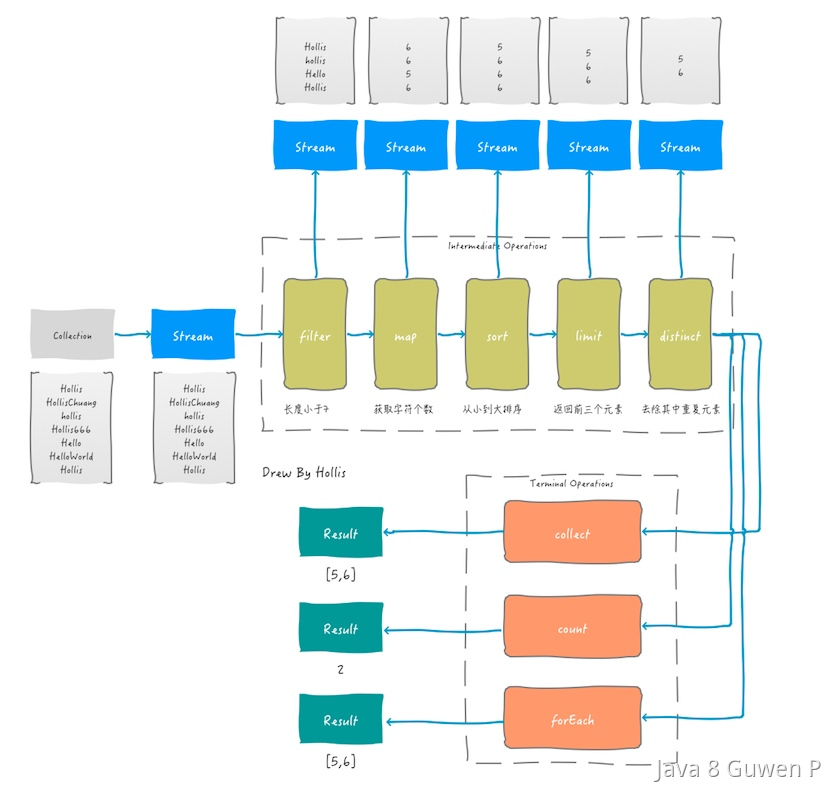 Hollis
hollis
Hello
Hollis
6
6
5
6
5
6
6
6
5
6
6
5
6
Stream
Stream
Stream
Stream
Stream
Intermediate Operations
Collection
Stream
filter
map
sort
limit
distinct
长度小于7
获取字符个数
从小到大排序
返回前三个元素
去除其中重复元素
Hollis
HollisChuang
hollis
Hollis666
Hello
HelloWorld
Hollis
Hollis
HollisChuang
hollis
Hollis666
Hello
HelloWorld
Hollis
Drew By Hollis
Terminal Operations
Result
collect
[5,6]
Result
count
2
Result
forEach
[5,6]
Java 8 Guwen P